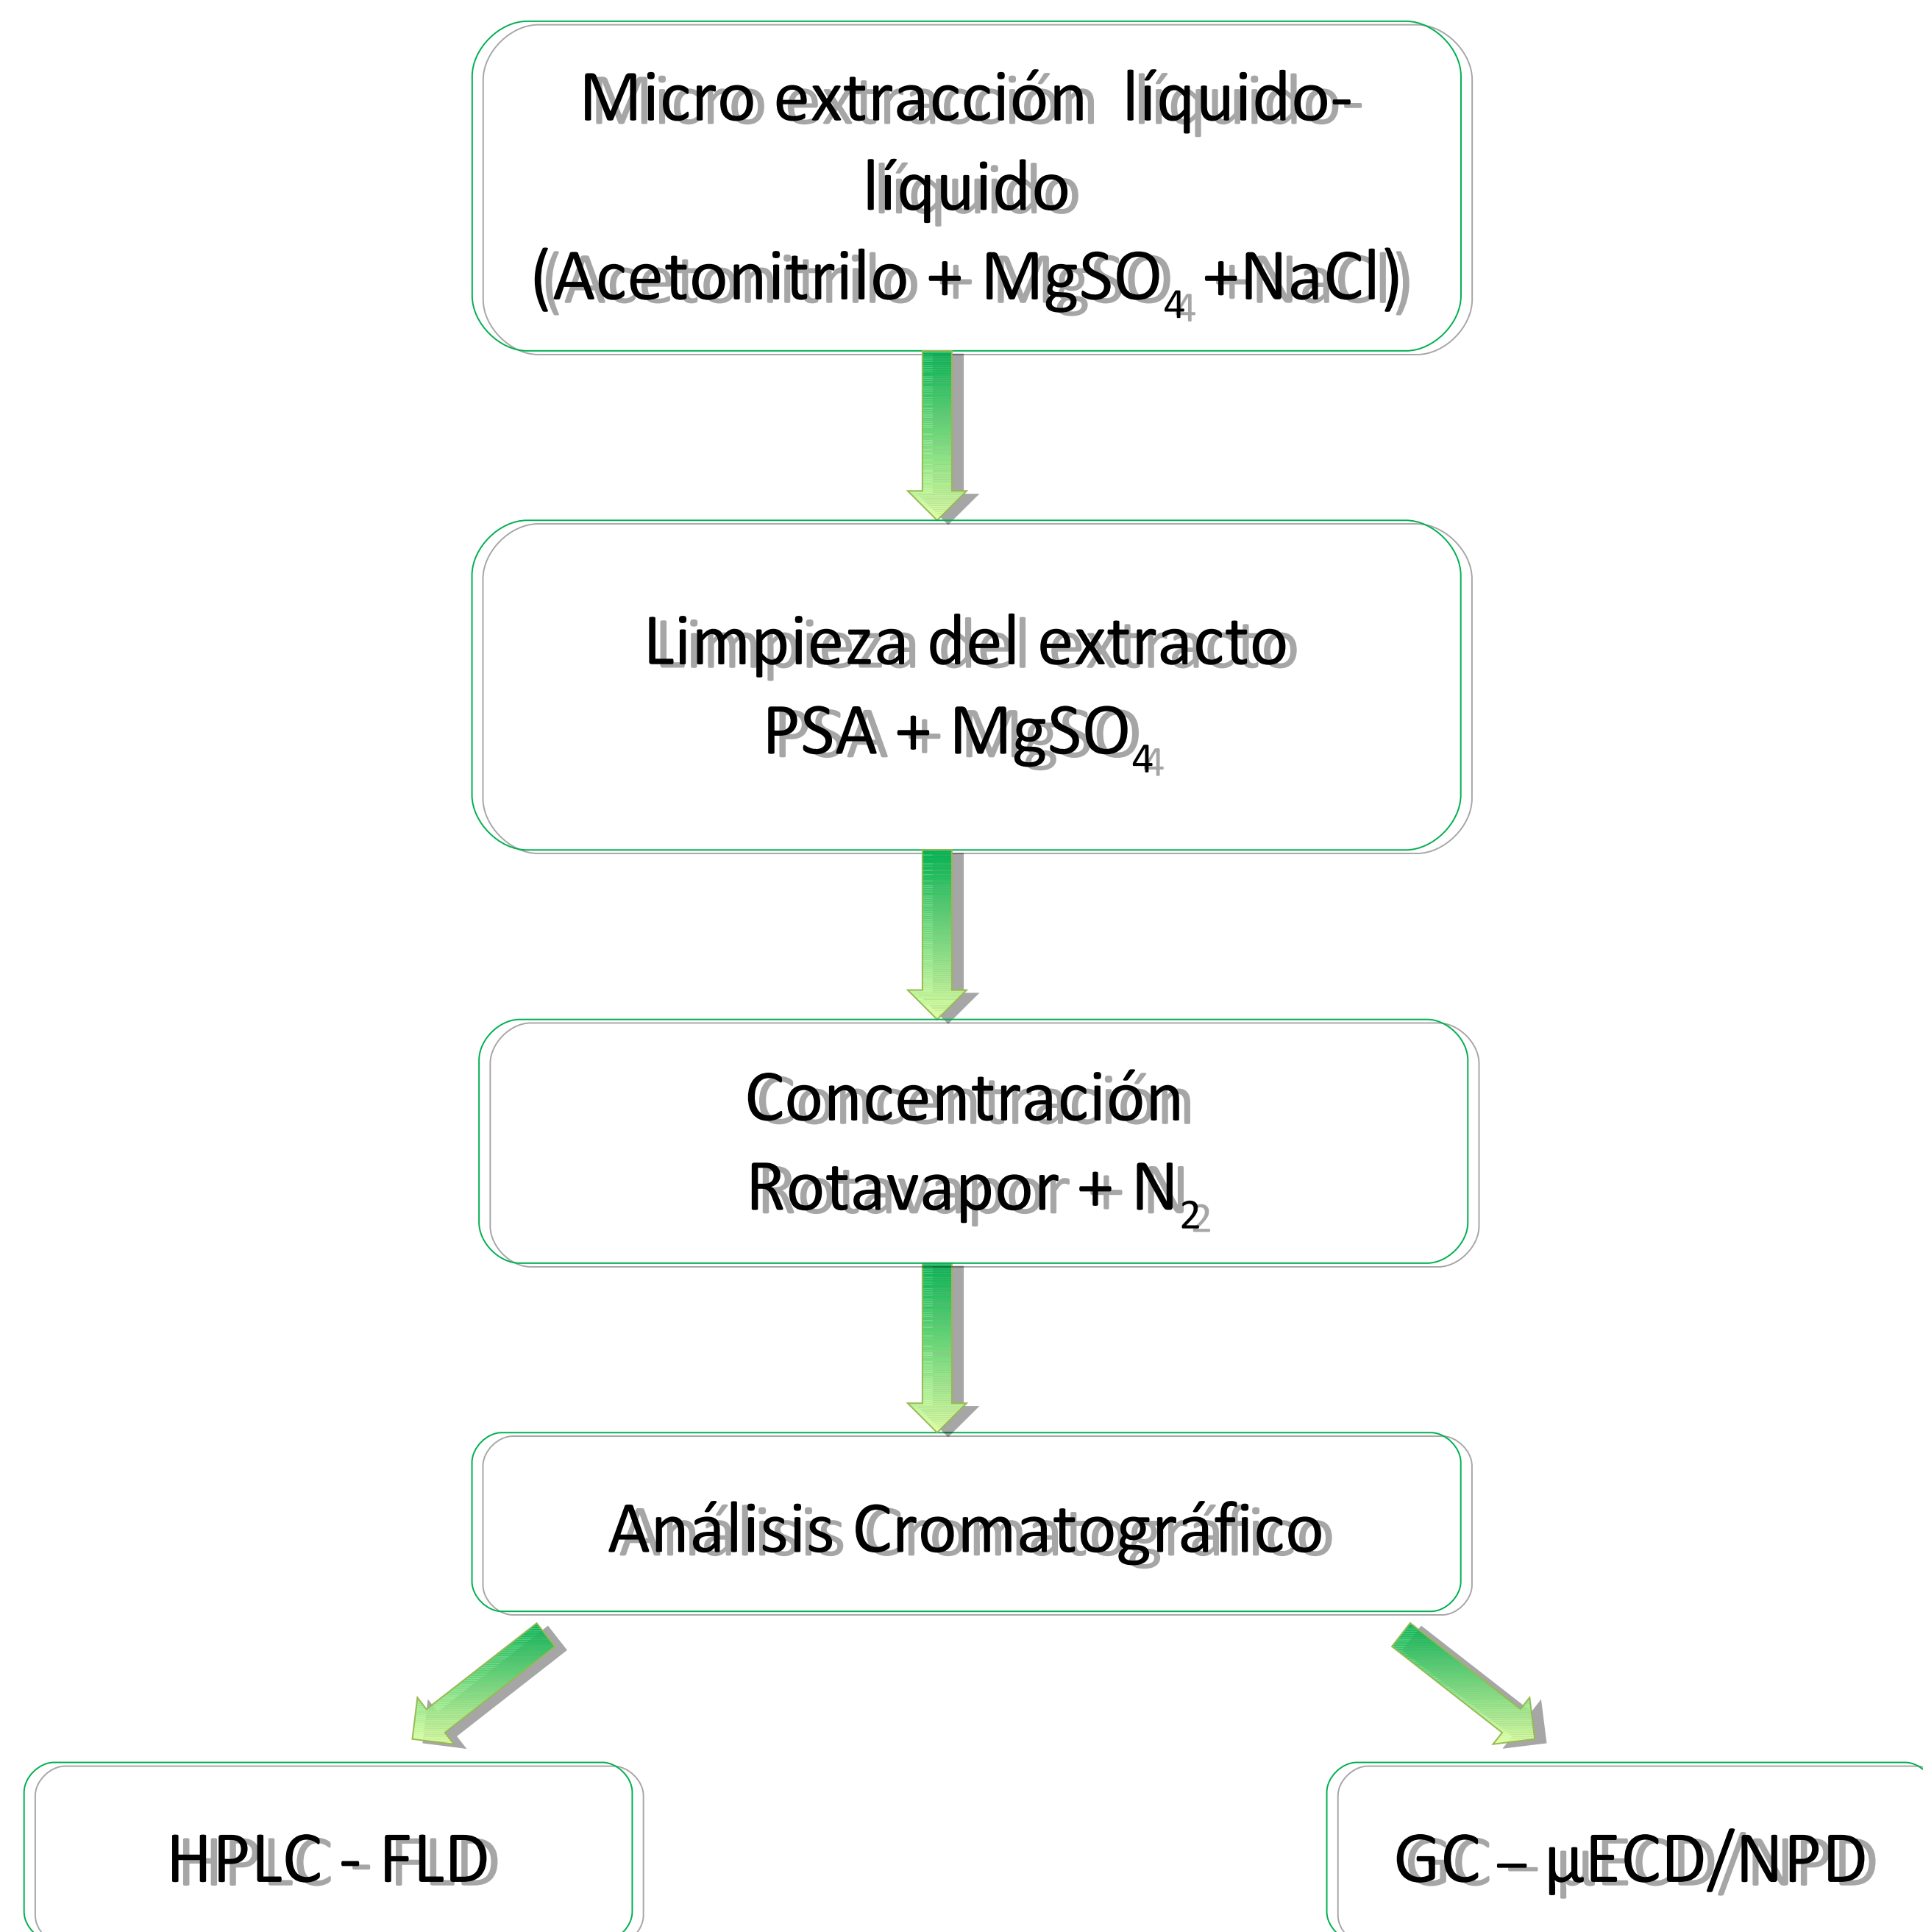 Micro extracción  líquido-
líquido
(Acetonitrilo + MgSO₄ +NaCl)
Limpieza del extracto
PSA + MgSO₄
Concentración
Rotavapor + N₂
Análisis Cromatográfico
HPLC - FLD
GC – µECD/NPD